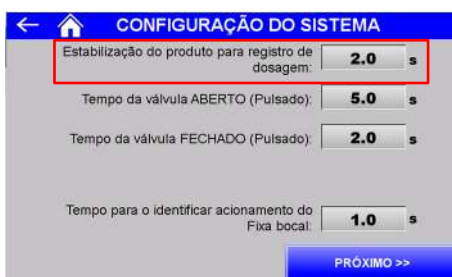 CONFIGURAÇÃO DO SISTEMA
Estabilização do produto para registro de
dosagem: 2.0 s
Tempo da válvula ABERTO (Pulsado): 5.0 s
Tempo da válvula FECHADO (Pulsado): 2.0 s
Tempo para o identificar acionamento do
Fixa bocal: 1.0 s
PRÓXIMO >>